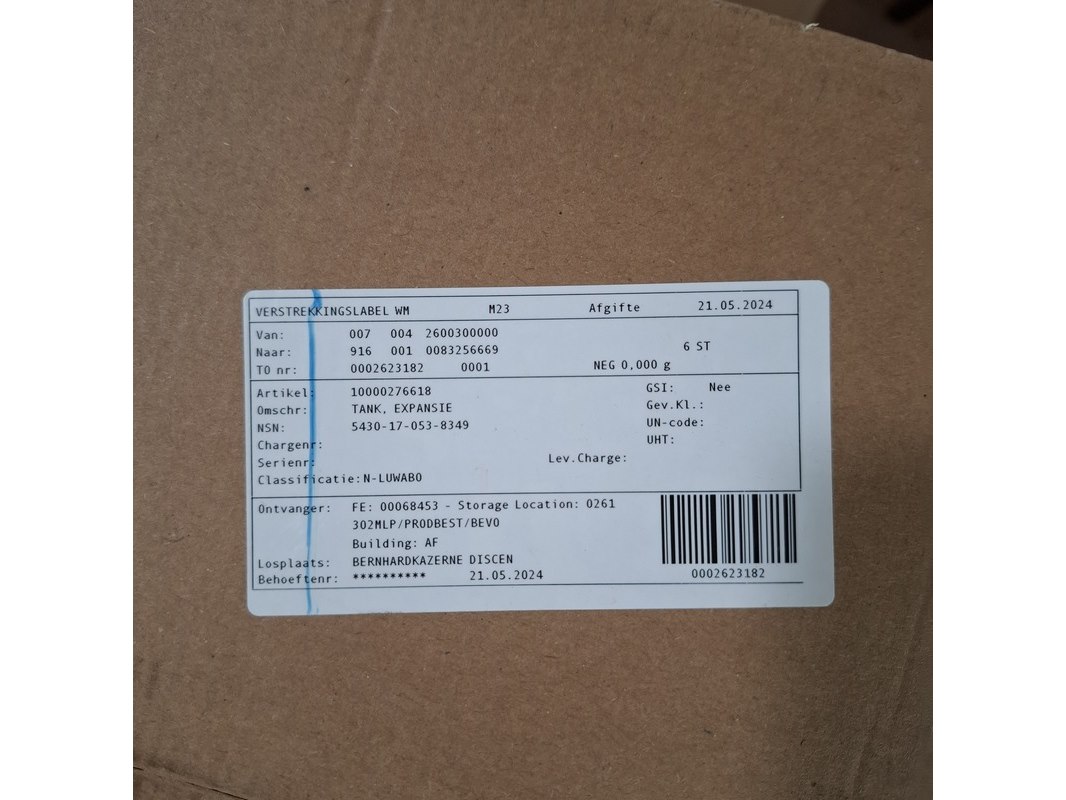 VERSTREKKINGSLABEL WM M23 Afgifte 21.05.2024
Van: 007 004 2600300000
Naar: 916 001 0083256669 6 ST
TO nr: 0002623182 0001 NEG 0,000 g
Artikel: 10000276618 GSI: Nee
Omschr: TANK, EXPANSIE Gev.Kl.:
NSN: 5430-17-053-8349 UN-code:
Chargenr: UHT:
Serienr: Lev.Charge:
Classificatie: N-LUWABO
Ontvanger: FE: 00068453 - Storage Location: 0261
302MLP/PRODBEST/BEVO
Building: AF
Losplaats: BERNHARDKAZERNE DISCEN
Behoeftenr: ********** 21.05.2024 0002623182